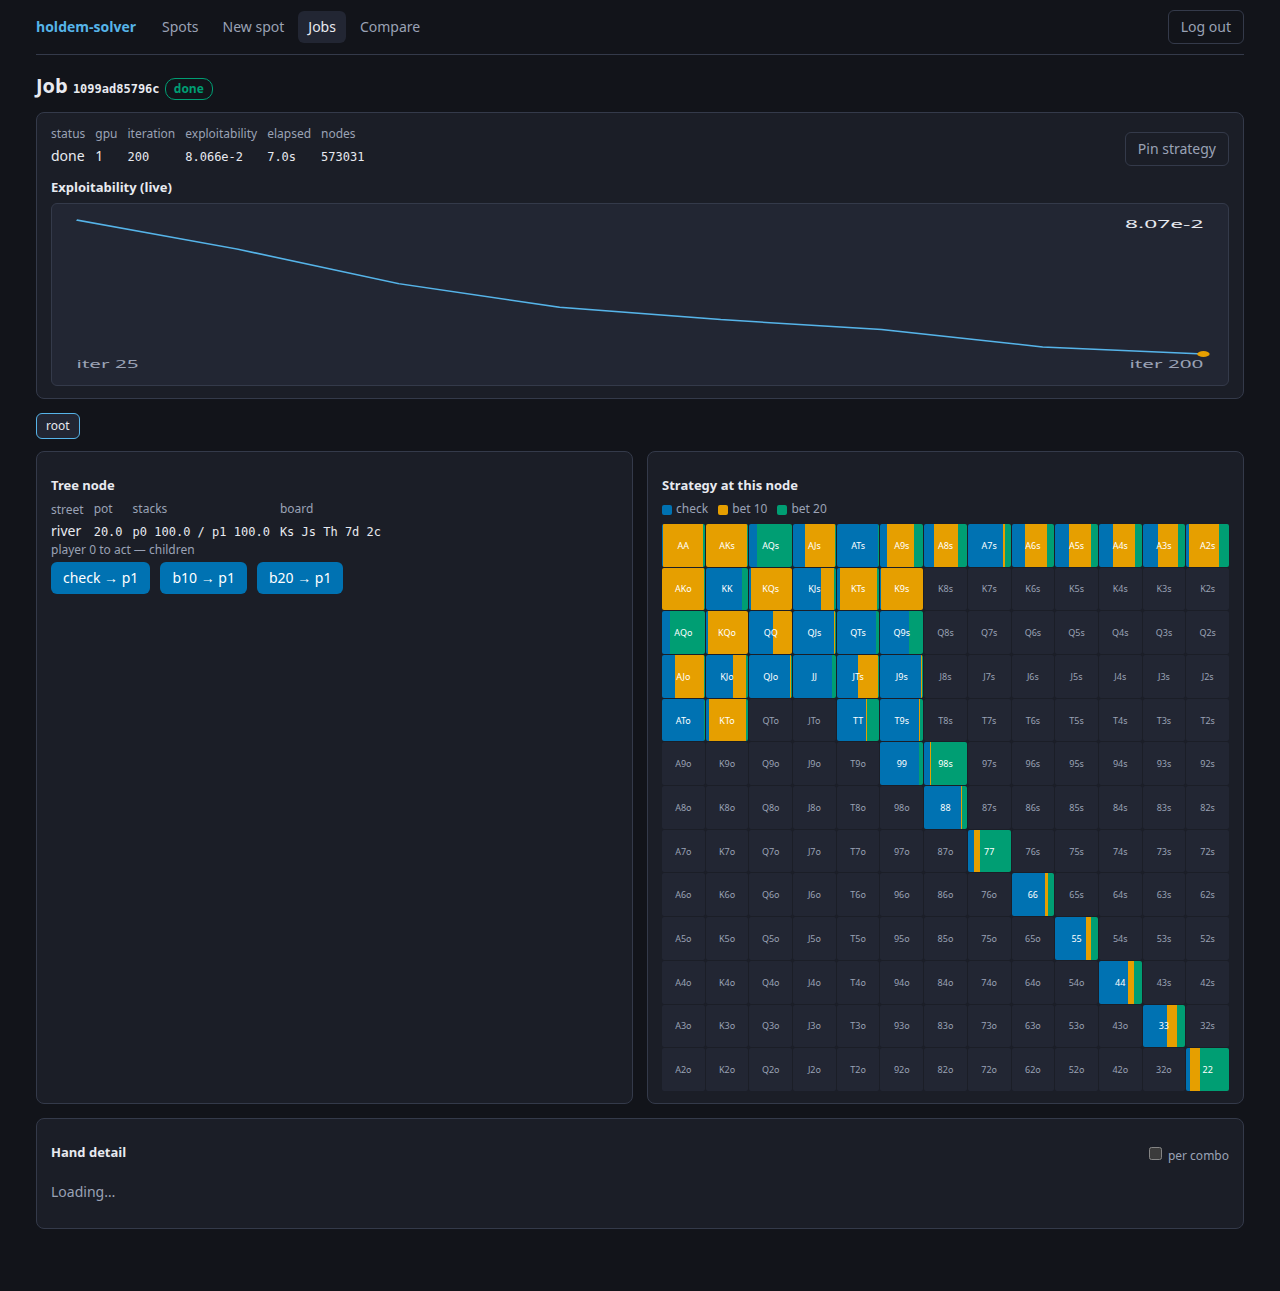 holdem-solver Spots New spot Jobs Compare Log out
Job 1099ad85796c done
status gpu iteration exploitability elapsed nodes
done 1 200 8.066e-2 7.0s 573031
Pin strategy
Exploitability (live)
8.07e-2
iter 25 iter 200
root
Tree node
street pot stacks board
river 20.0 p0 100.0 / p1 100.0 Ks Js Th 7d 2c
player 0 to act — children
check → p1 b10 → p1 b20 → p1
Strategy at this node
check bet 10 bet 20
AA AKs AQs AJs ATs A9s A8s A7s A6s A5s A4s A3s A2s
AKo KK KQs KJs KTs K9s K8s K7s K6s K5s K4s K3s K2s
AQo KQo QQ QJs QTs Q9s Q8s Q7s Q6s Q5s Q4s Q3s Q2s
AJo KJo QJo JJ JTs J9s J8s J7s J6s J5s J4s J3s J2s
ATo KTo QTo JTo TT T9s T8s T7s T6s T5s T4s T3s T2s
A9o K9o Q9o J9o T9o 99 98s 97s 96s 95s 94s 93s 92s
A8o K8o Q8o J8o T8o 98o 88 87s 86s 85s 84s 83s 82s
A7o K7o Q7o J7o T7o 97o 87o 77 76s 75s 74s 73s 72s
A6o K6o Q6o J6o T6o 96o 86o 76o 66 65s 64s 63s 62s
A5o K5o Q5o J5o T5o 95o 85o 75o 65o 55 54s 53s 52s
A4o K4o Q4o J4o T4o 94o 84o 74o 64o 54o 44 43s 42s
A3o K3o Q3o J3o T3o 93o 83o 73o 63o 53o 43o 33 32s
A2o K2o Q2o J2o T2o 92o 82o 72o 62o 52o 42o 32o 22
Hand detail per combo
Loading…